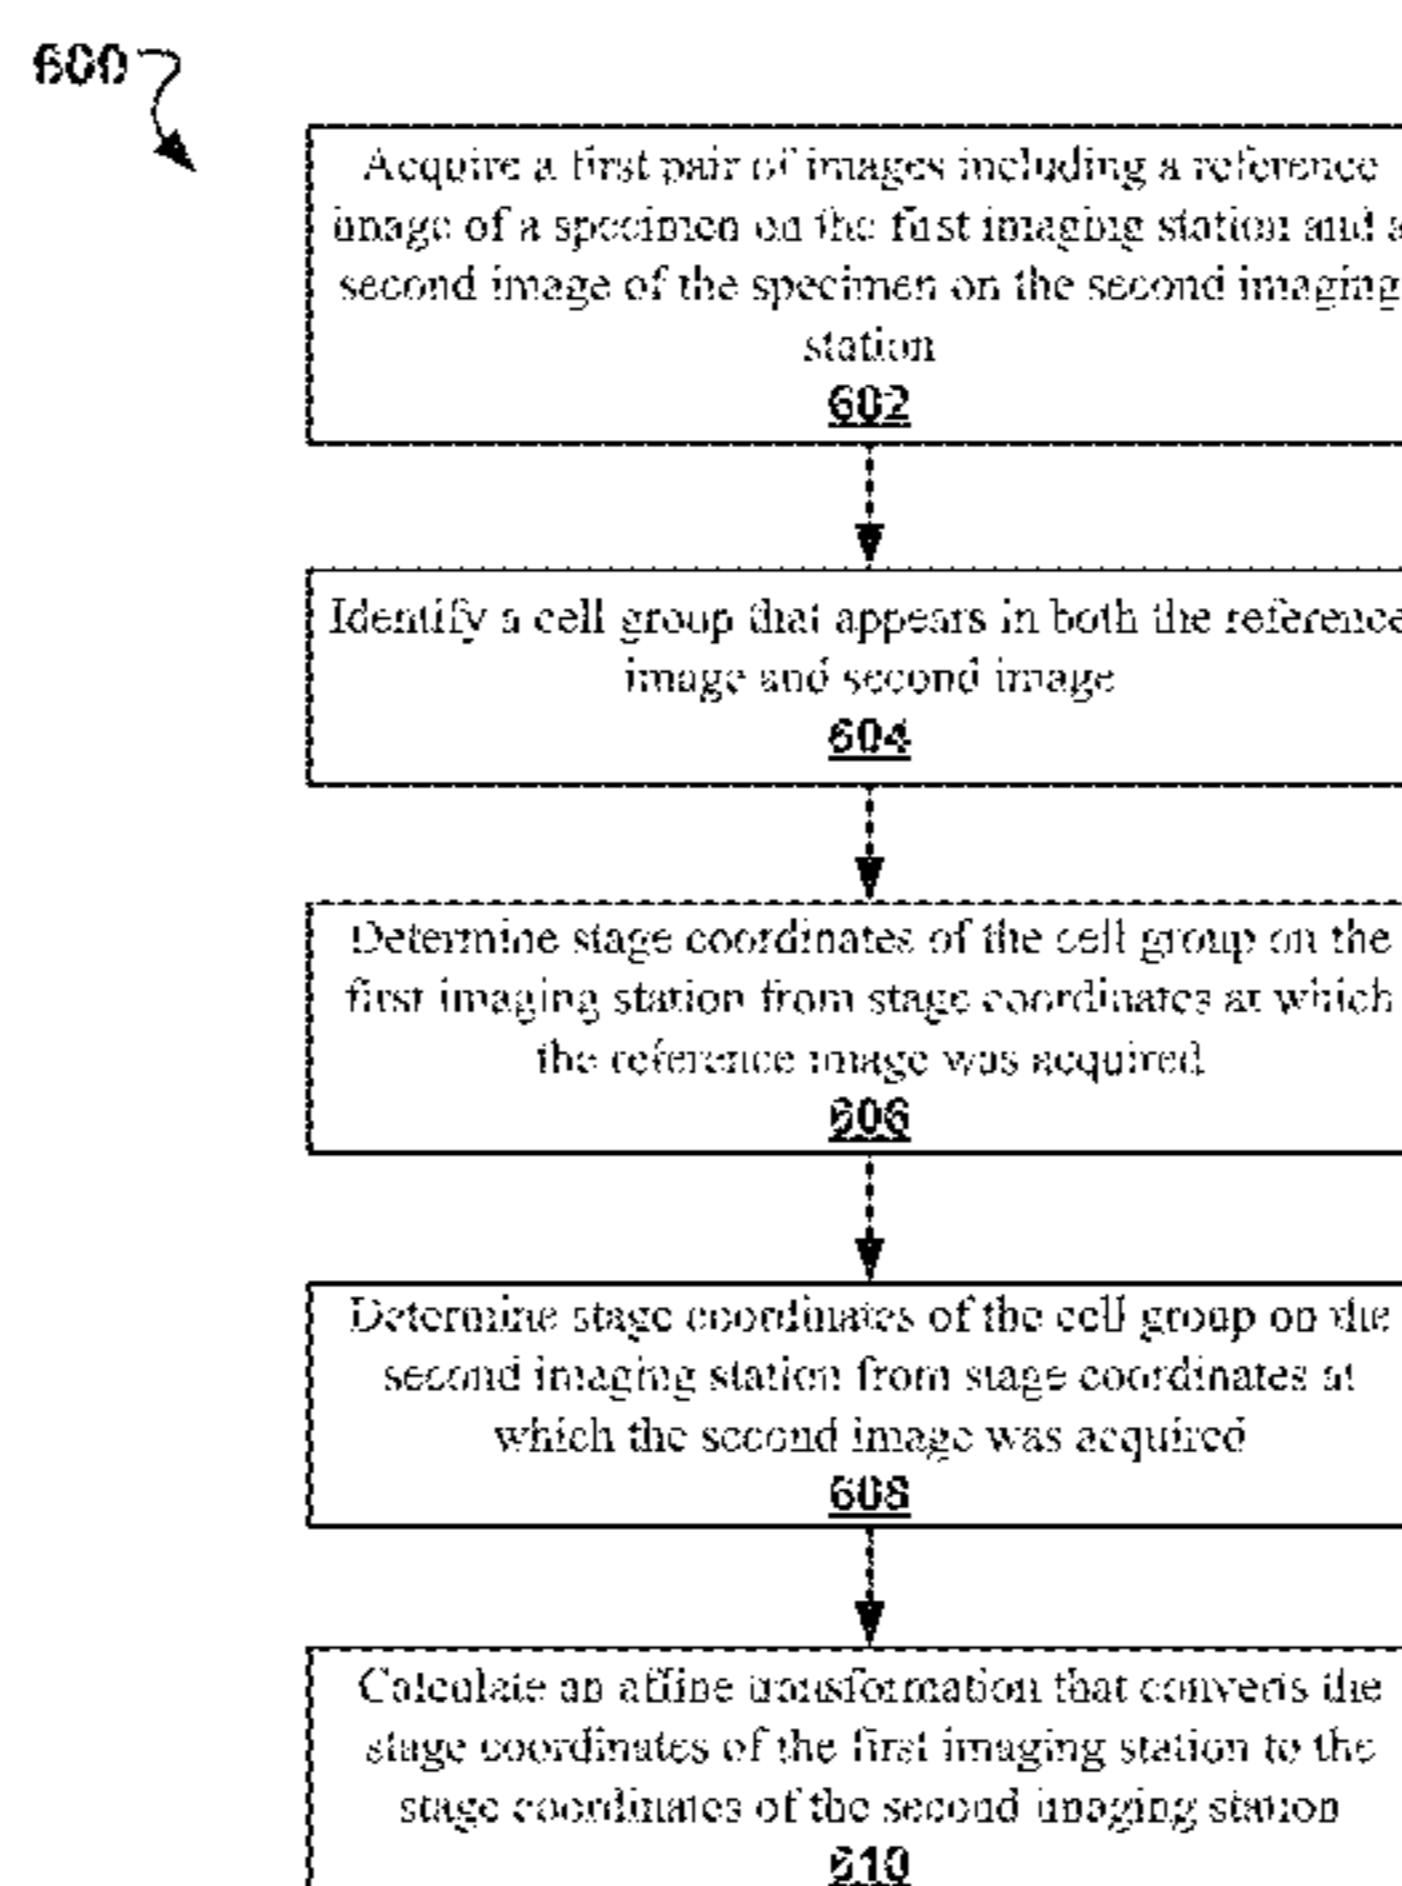 600
Acquire a first pair of images including a reference
image of a specimen on the first imaging station and a
second image of the specimen on the second imaging
station
602
Identify a cell group that appears in both the reference
image and second image
604
Determine stage coordinates of the cell group on the
first imaging station from stage coordinates at which
the reference image was acquired
606
Determine stage coordinates of the cell group on the
second imaging station from stage coordinates at
which the second image was acquired
608
Calculate an affine transformation that converts the
stage coordinates of the first imaging station to the
stage coordinates of the second imaging station
610